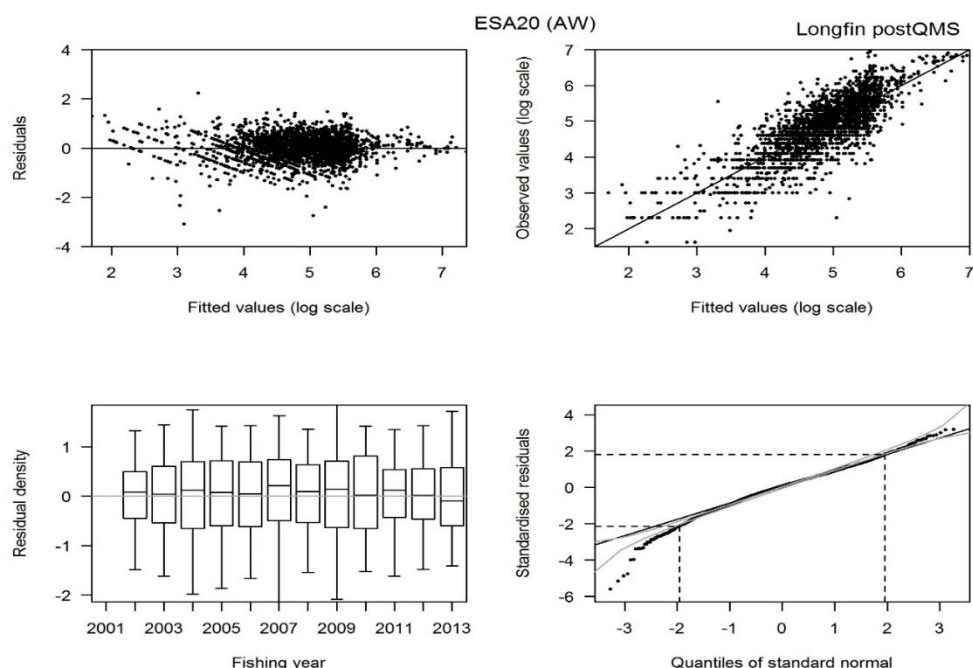 ESA20 (AW)
Longfin postQMS
4
2
0
-2
-4
Residuals
2 3 4 5 6 7
Fitted values (log scale)
7
6
5
4
3
2
Observed values (log scale)
2 3 4 5 6 7
Fitted values (log scale)
1
0
-1
-2
Residual density
2001 2003 2005 2007 2009 2011 2013
Fishing year
4
2
0
-2
-4
-6
Standardised residuals
-3 -2 -1 0 1 2 3
Quantiles of standard normal